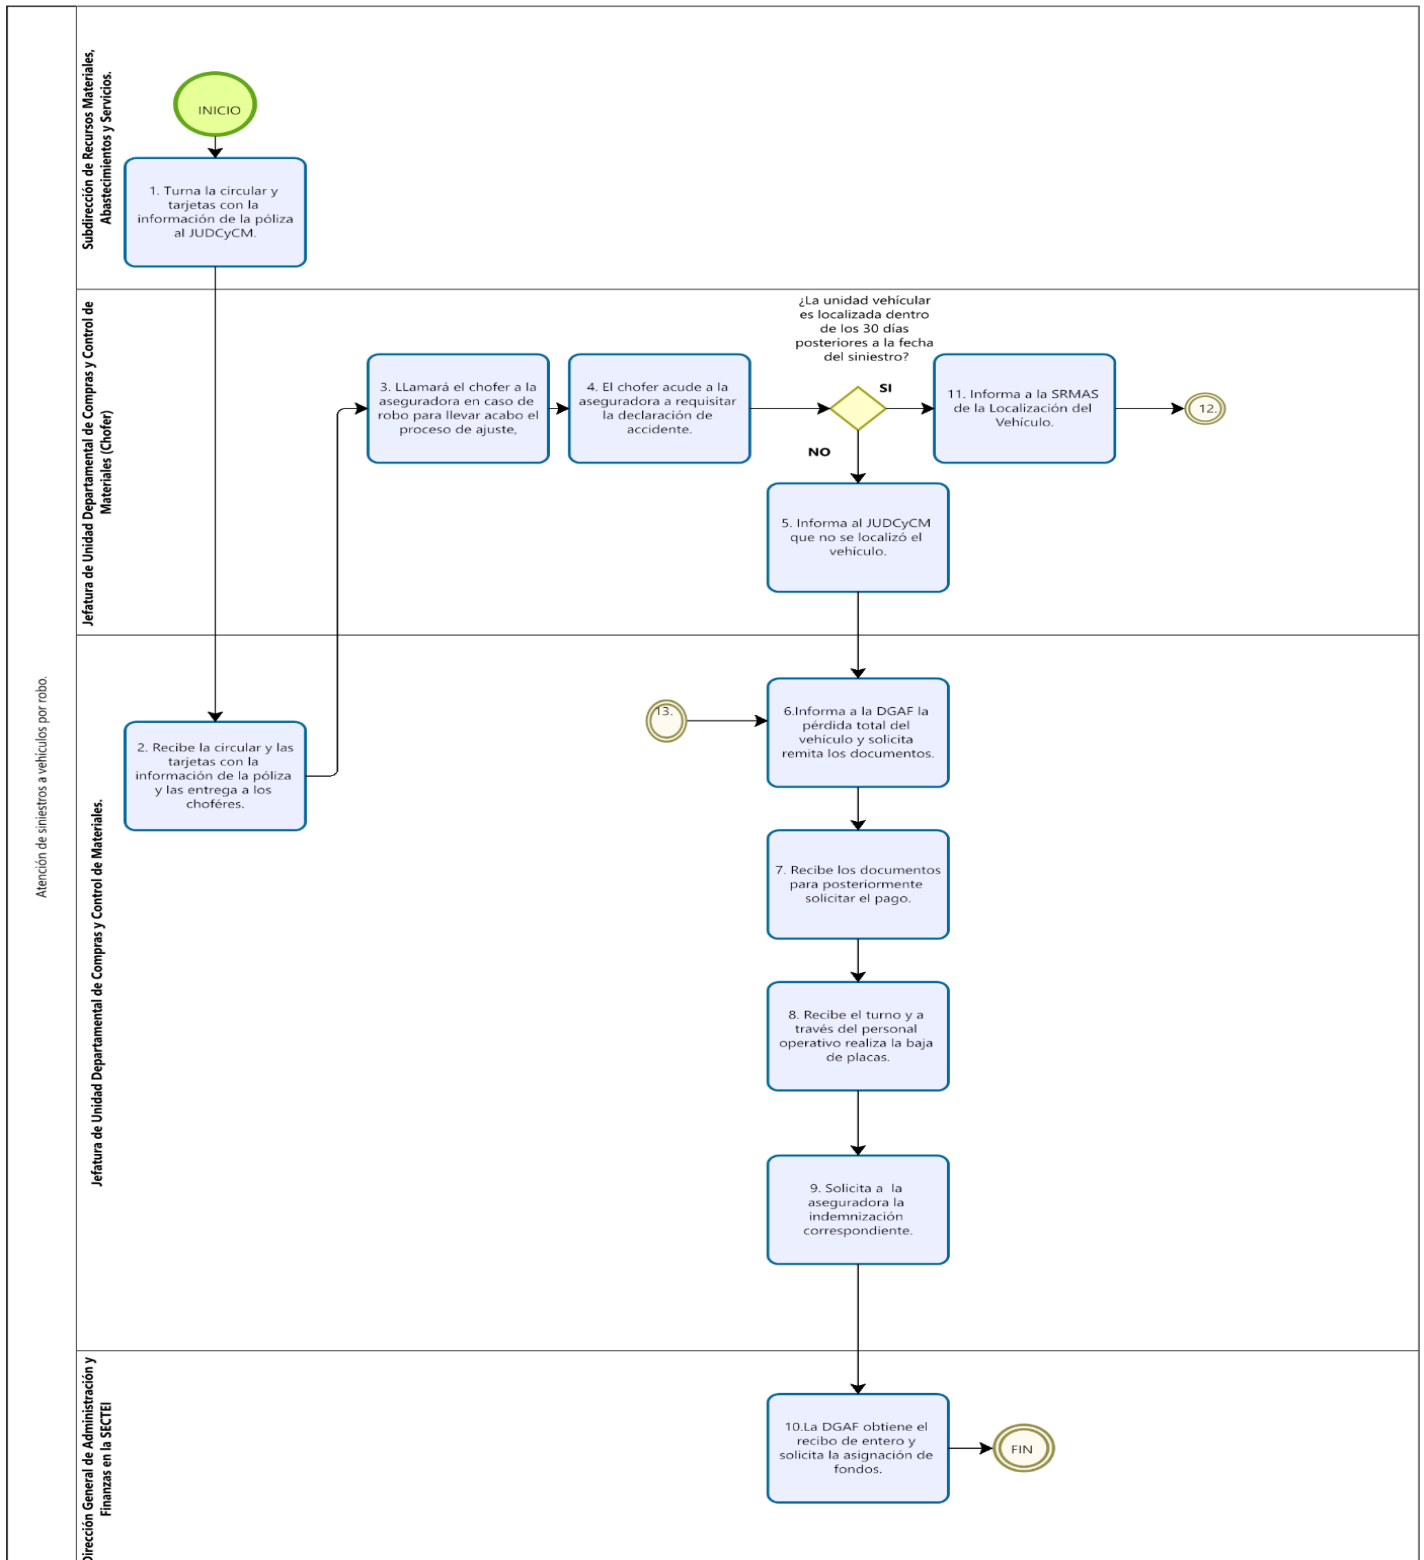 Atención de siniestros a vehículos por robo.
Subdirección de Recursos Materiales,
Abastecimientos y Servicios.
INICIO
1. Turna la circular y
tarjetas con la
información de la póliza
al JUDCyCM.
Jefatura de Unidad Departamental de Compras y Control de
Materiales (Chofer)
3. LLamará el chofer a la
aseguradora en caso de
robo para llevar acabo el
proceso de ajuste,
4. El chofer acude a la
aseguradora a requisitar
la declaración de
accidente.
¿La unidad vehícular
es localizada dentro
de los 30 días
posteriores a la fecha
del siniestro?
SI
NO
11. Informa a la SRMAS
de la Localización del
Vehículo.
12.
5. Informa al JUDCyCM
que no se localizó el
vehículo.
Jefatura de Unidad Departamental de Compras y Control de Materiales.
2. Recibe la circular y las
tarjetas con la
información de la póliza
y las entrega a los
choféres.
13.
6.Informa a la DGAF la
pérdida total del
vehículo y solicita
remita los documentos.
7. Recibe los documentos
para posteriormente
solicitar el pago.
8. Recibe el turno y a
través del personal
operativo realiza la baja
de placas.
9. Solicita a  la
aseguradora la
indemnización
correspondiente.
Dirección General de Administración y
Finanzas en la SECTEI
10.La DGAF obtiene el
recibo de entero y
solicita la asignación de
fondos.
FIN